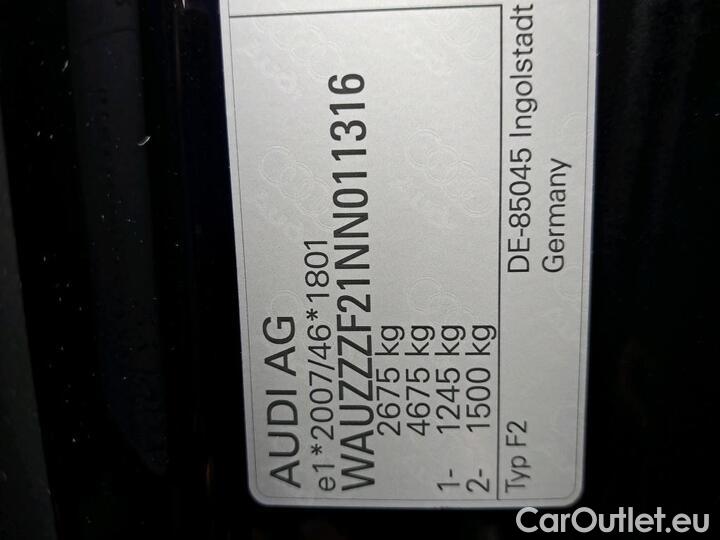 AUDI AG
e1*2007/46*1801
WAUZZZF21NN011316
2675 kg
4675 kg
1- 1245 kg
2- 1500 kg
Typ F2
DE-85045 Ingolstadt
Germany
CarOutlet.eu